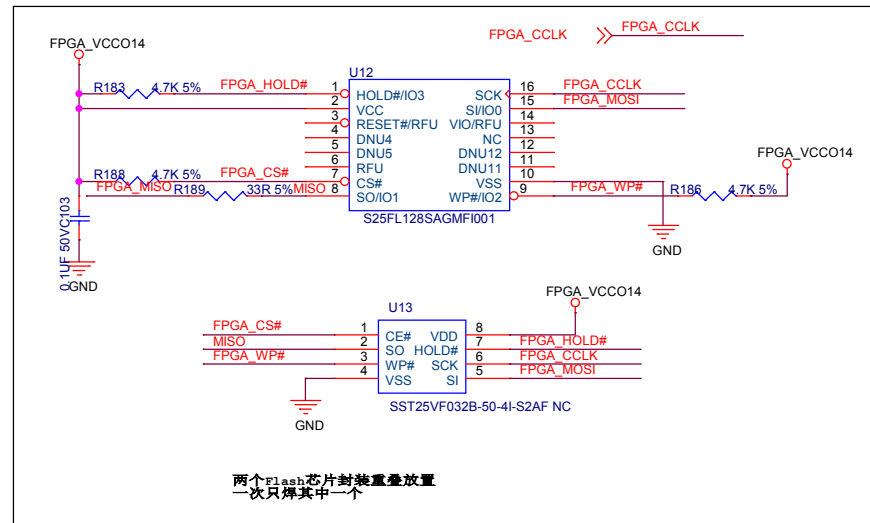 FPGA_VCCO14
FPGA_CCLK
FPGA_CCLK
U12
R183
4.7K 5%
FPGA_HOLD#
1
HOLD#/IO3
SCK
16
FPGA_CCLK
2
VCC
SI/IO0
15
FPGA_MOSI
3
RESET#/RFU
VIO/RFU
14
4
DNU4
NC
13
5
DNU5
DNU12
12
6
RFU
DNU11
11
FPGA_VCCO14
R188
4.7K 5%
FPGA_CS#
7
CS#
VSS
10
FPGA_MISO
R189
33R 5%
MISO
8
SO/IO1
WP#/IO2
9
FPGA_WP#
R186
4.7K 5%
S25FL128SAGMFI001
0.1UF 50V
C103
GND
GND
FPGA_VCCO14
U13
FPGA_CS#
1
CE#
VDD
8
MISO
2
SO
HOLD#
7
FPGA_HOLD#
FPGA_WP#
3
WP#
SCK
6
FPGA_CCLK
4
VSS
SI
5
FPGA_MOSI
SST25VF032B-50-4I-S2AF NC
GND
两个Flash芯片封装重叠放置
一次只焊其中一个